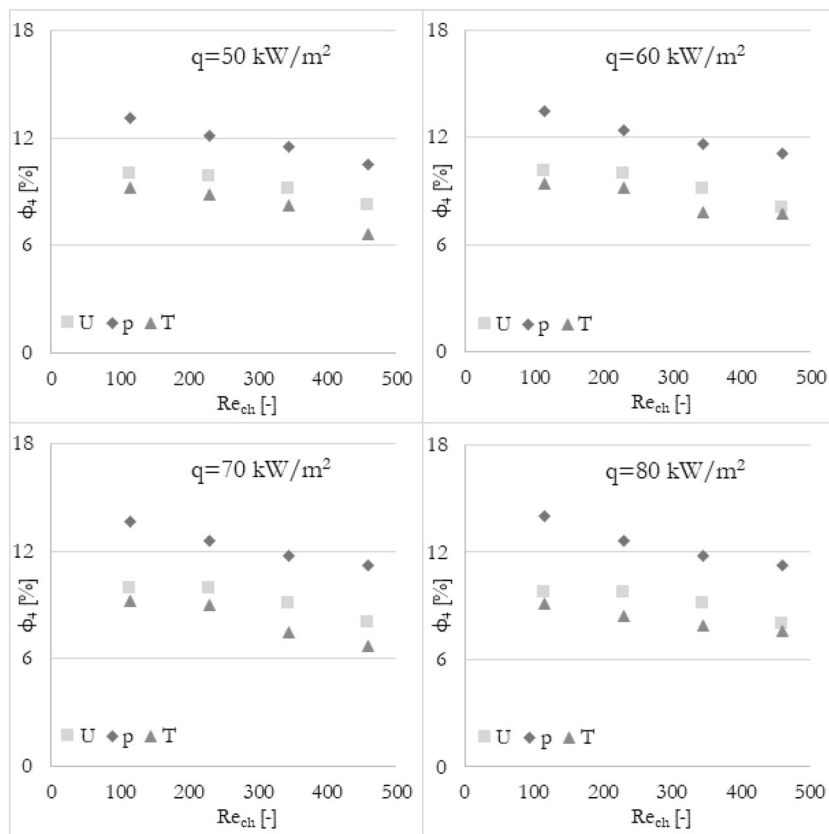 q=50 kW/m²
18
12
6
0
ϕ₄ [%]
U p T
0 100 200 300 400 500
Re_ch [-]
q=60 kW/m²
18
12
6
0
ϕ₄ [%]
U p T
0 100 200 300 400 500
Re_ch [-]
q=70 kW/m²
18
12
6
0
ϕ₄ [%]
U p T
0 100 200 300 400 500
Re_ch [-]
q=80 kW/m²
18
12
6
0
ϕ₄ [%]
U p T
0 100 200 300 400 500
Re_ch [-]